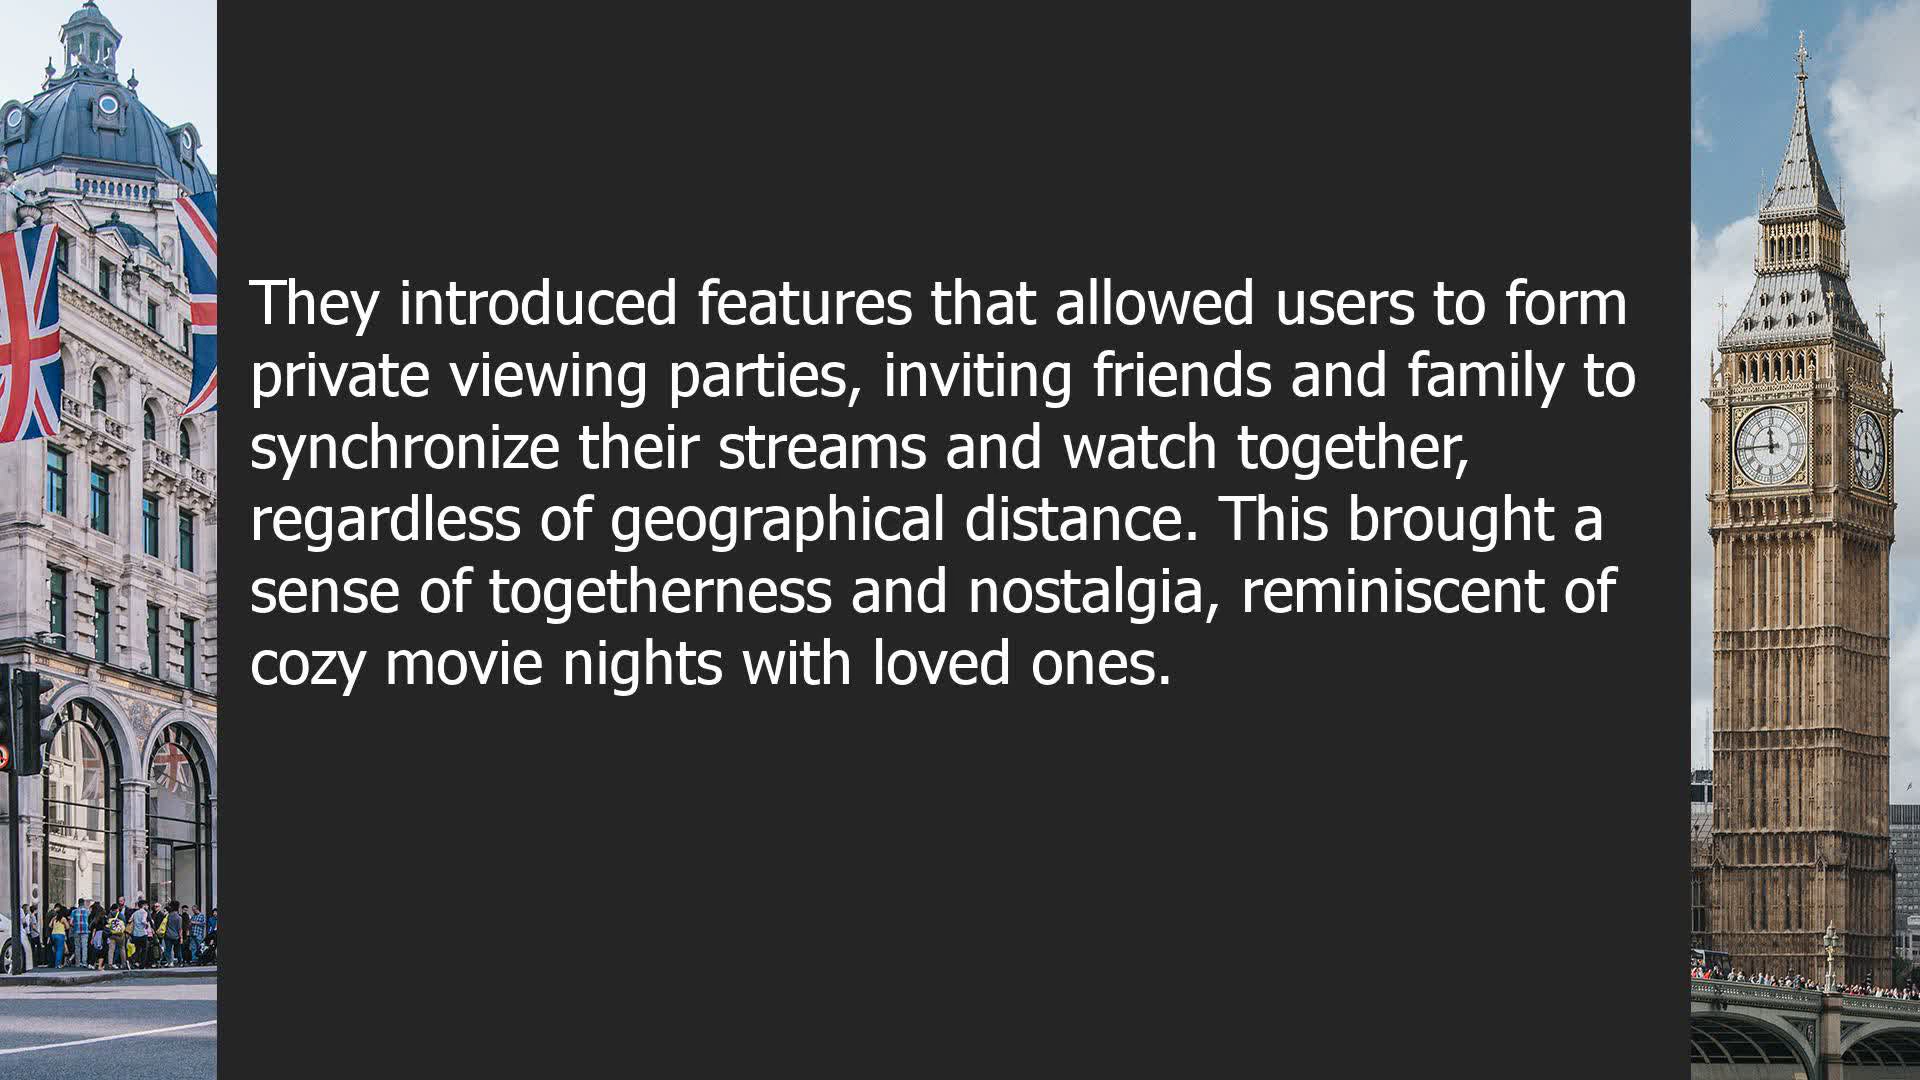 They introduced features that allowed users to form
private viewing parties, inviting friends and family to
synchronize their streams and watch together,
regardless of geographical distance. This brought a
sense of togetherness and nostalgia, reminiscent of
cozy movie nights with loved ones.